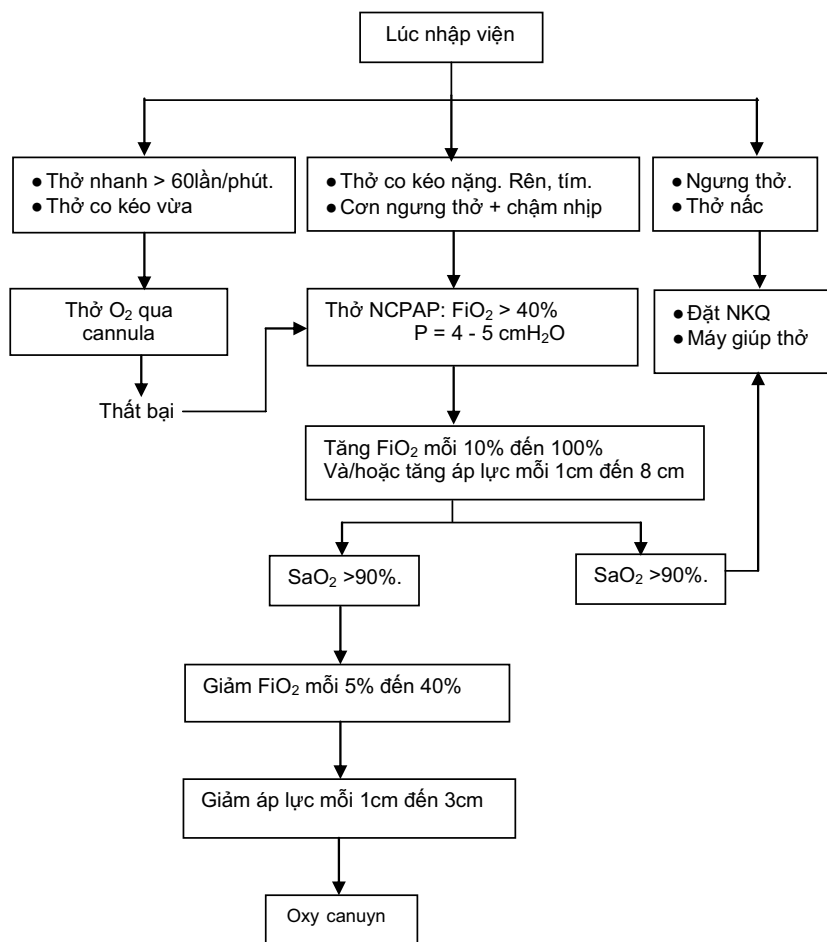 Lúc nhập viện
● Thở nhanh > 60lần/phút.
● Thở co kéo vừa
● Thở co kéo nặng. Rên, tím.
● Cơn ngưng thở + chậm nhịp
● Ngưng thở.
● Thở nấc
Thở O₂ qua
cannula
Thở NCPAP: FiO₂ > 40%
P = 4 - 5 cmH₂O
● Đặt NKQ
● Máy giúp thở
Thất bại
Tăng FiO₂ mỗi 10% đến 100%
Và/hoặc tăng áp lực mỗi 1cm đến 8 cm
SaO₂ >90%.
SaO₂ >90%.
Giảm FiO₂ mỗi 5% đến 40%
Giảm áp lực mỗi 1cm đến 3cm
Oxy canuyn